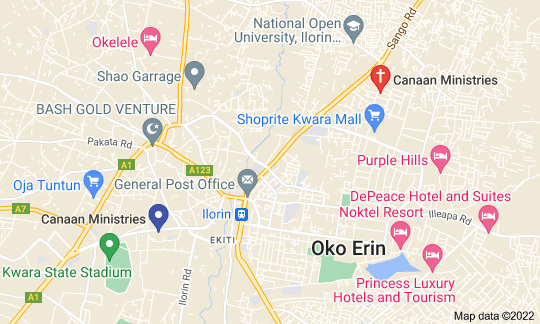 National Open
University, Ilorin ...
Sango Rd
Okelele
Shao Garrage
Canaan Ministries
BASH GOLD VENTURE
Shoprite Kwara Mall
Pakata Rd
A1
A123
Purple Hills
Oja Tuntun
General Post Office
DePeace Hotel and Suites
A7
Canaan Ministries
Ilorin
Noktel Resort
Illeapa Rd
EKITI
Oko Erin
Kwara State Stadium
Ilorin Rd
Princess Luxury
Hotels and Tourism
A1
Map data ©2022